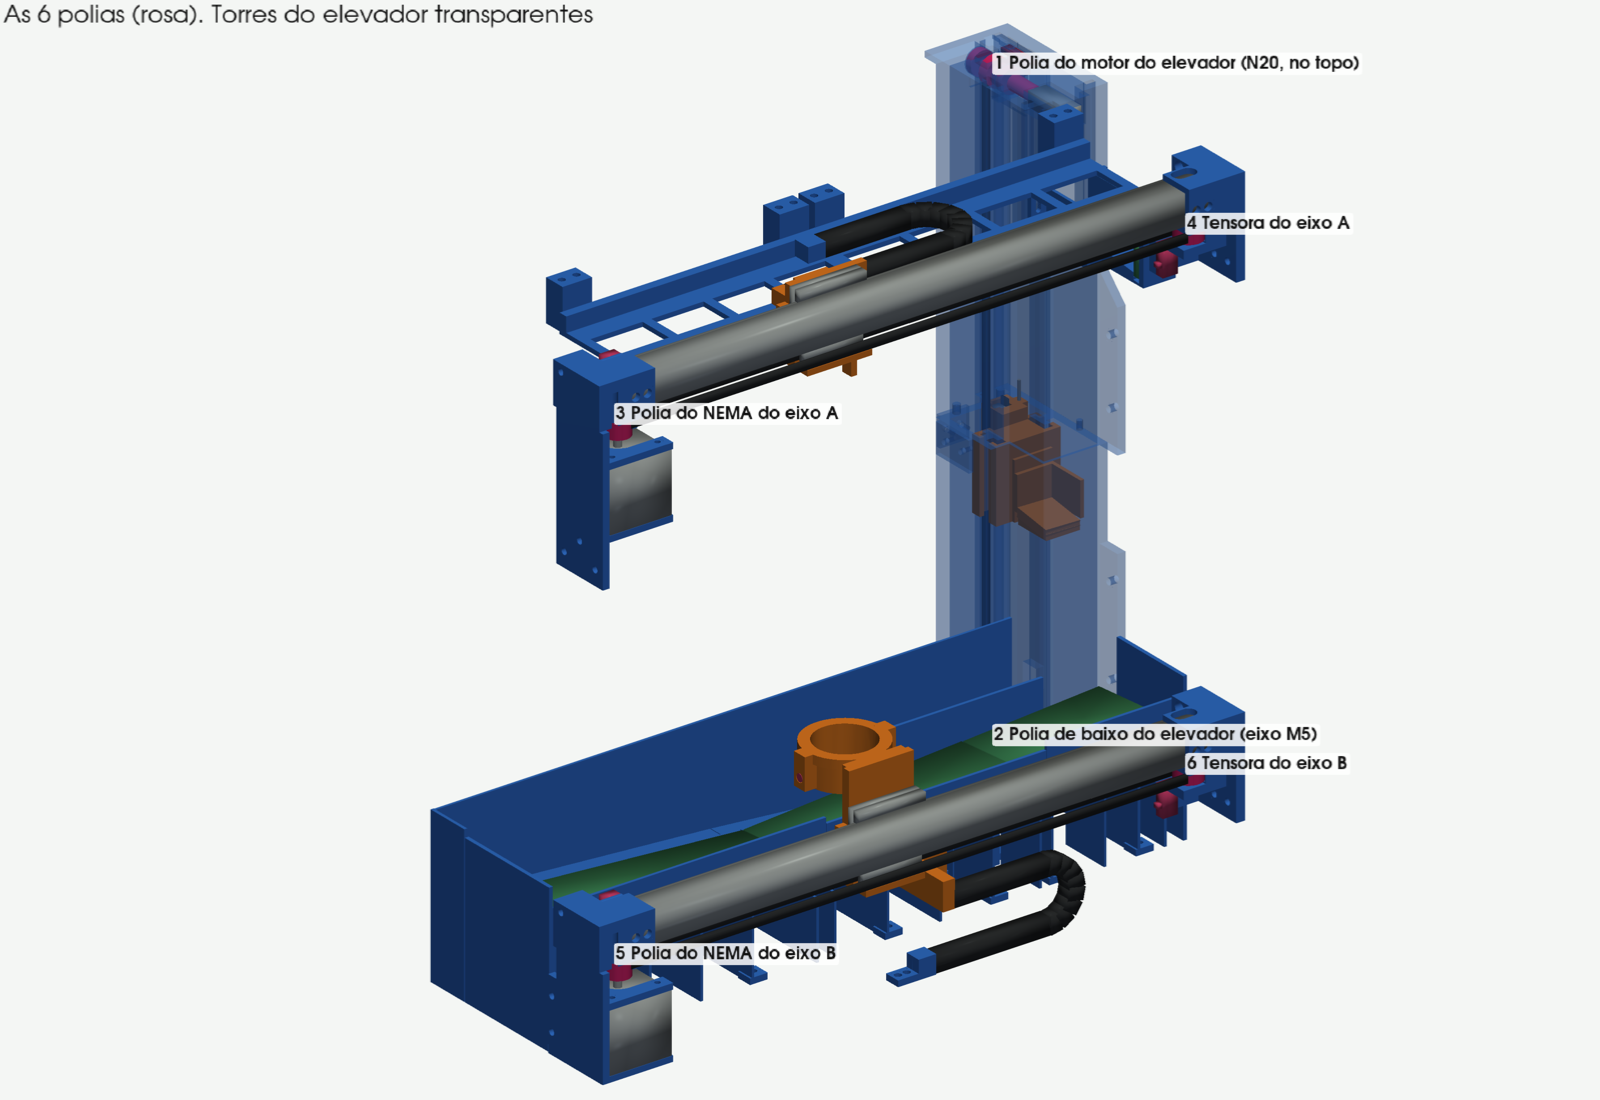 As 6 polias (rosa). Torres do elevador transparentes
1 Polia do motor do elevador (N20, no topo)
4 Tensora do eixo A
3 Polia do NEMA do eixo A
2 Polia de baixo do elevador (eixo M5)
6 Tensora do eixo B
5 Polia do NEMA do eixo B